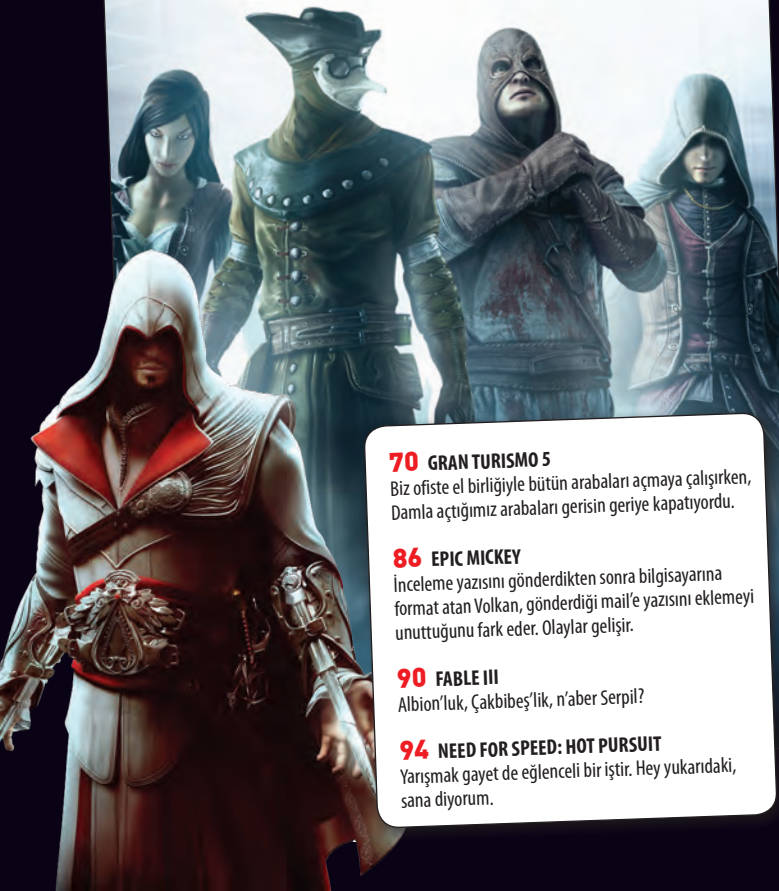 70 GRAN TURISMO 5
Biz ofiste el birliğiyle bütün arabaları açmaya çalışırken,
Damla açtığımız arabaları gerisin geriye kapatıyordu.
86 EPIC MICKEY
İnceleme yazısını gönderdikten sonra bilgisayarına
format atan Volkan, gönderdiği mail’e yazısını eklemeyi
unuttuğunu fark eder. Olaylar gelişir.
90 FABLE III
Albion’luk, Çakbibeş’lik, n’aber Serpil?
94 NEED FOR SPEED: HOT PURSUIT
Yarışmak gayet de eğlenceli bir iştir. Hey yukarıdaki,
sana diyorum.